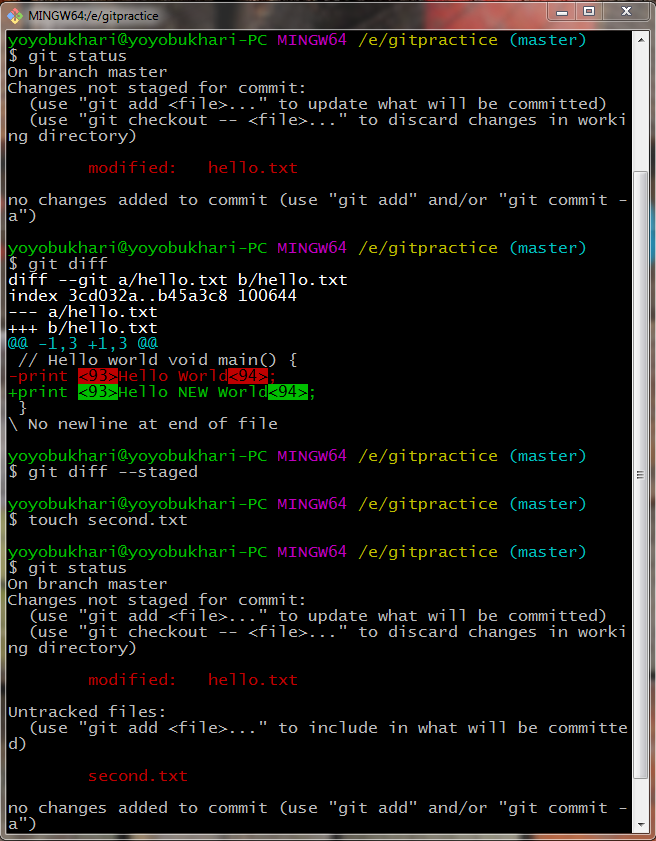 MINGW64:/e/gitpractice
yoyobukhari@yoyobukhari-PC MINGW64 /e/gitpractice (master)
$ git status
On branch master
Changes not staged for commit:
  (use "git add <file>..." to update what will be committed)
  (use "git checkout -- <file>..." to discard changes in worki
ng directory)
        modified:   hello.txt
no changes added to commit (use "git add" and/or "git commit -
a")
yoyobukhari@yoyobukhari-PC MINGW64 /e/gitpractice (master)
$ git diff
diff --git a/hello.txt b/hello.txt
index 3cd032a..b45a3c8 100644
--- a/hello.txt
+++ b/hello.txt
@@ -1,3 +1,3 @@
 // Hello world void main() {
-print <93>Hello World<94>;
+print <93>Hello NEW World<94>;
 }
\ No newline at end of file
yoyobukhari@yoyobukhari-PC MINGW64 /e/gitpractice (master)
$ git diff --staged
yoyobukhari@yoyobukhari-PC MINGW64 /e/gitpractice (master)
$ touch second.txt
yoyobukhari@yoyobukhari-PC MINGW64 /e/gitpractice (master)
$ git status
On branch master
Changes not staged for commit:
  (use "git add <file>..." to update what will be committed)
  (use "git checkout -- <file>..." to discard changes in worki
ng directory)
        modified:   hello.txt
Untracked files:
  (use "git add <file>..." to include in what will be committe
d)
        second.txt
no changes added to commit (use "git add" and/or "git commit -
a")